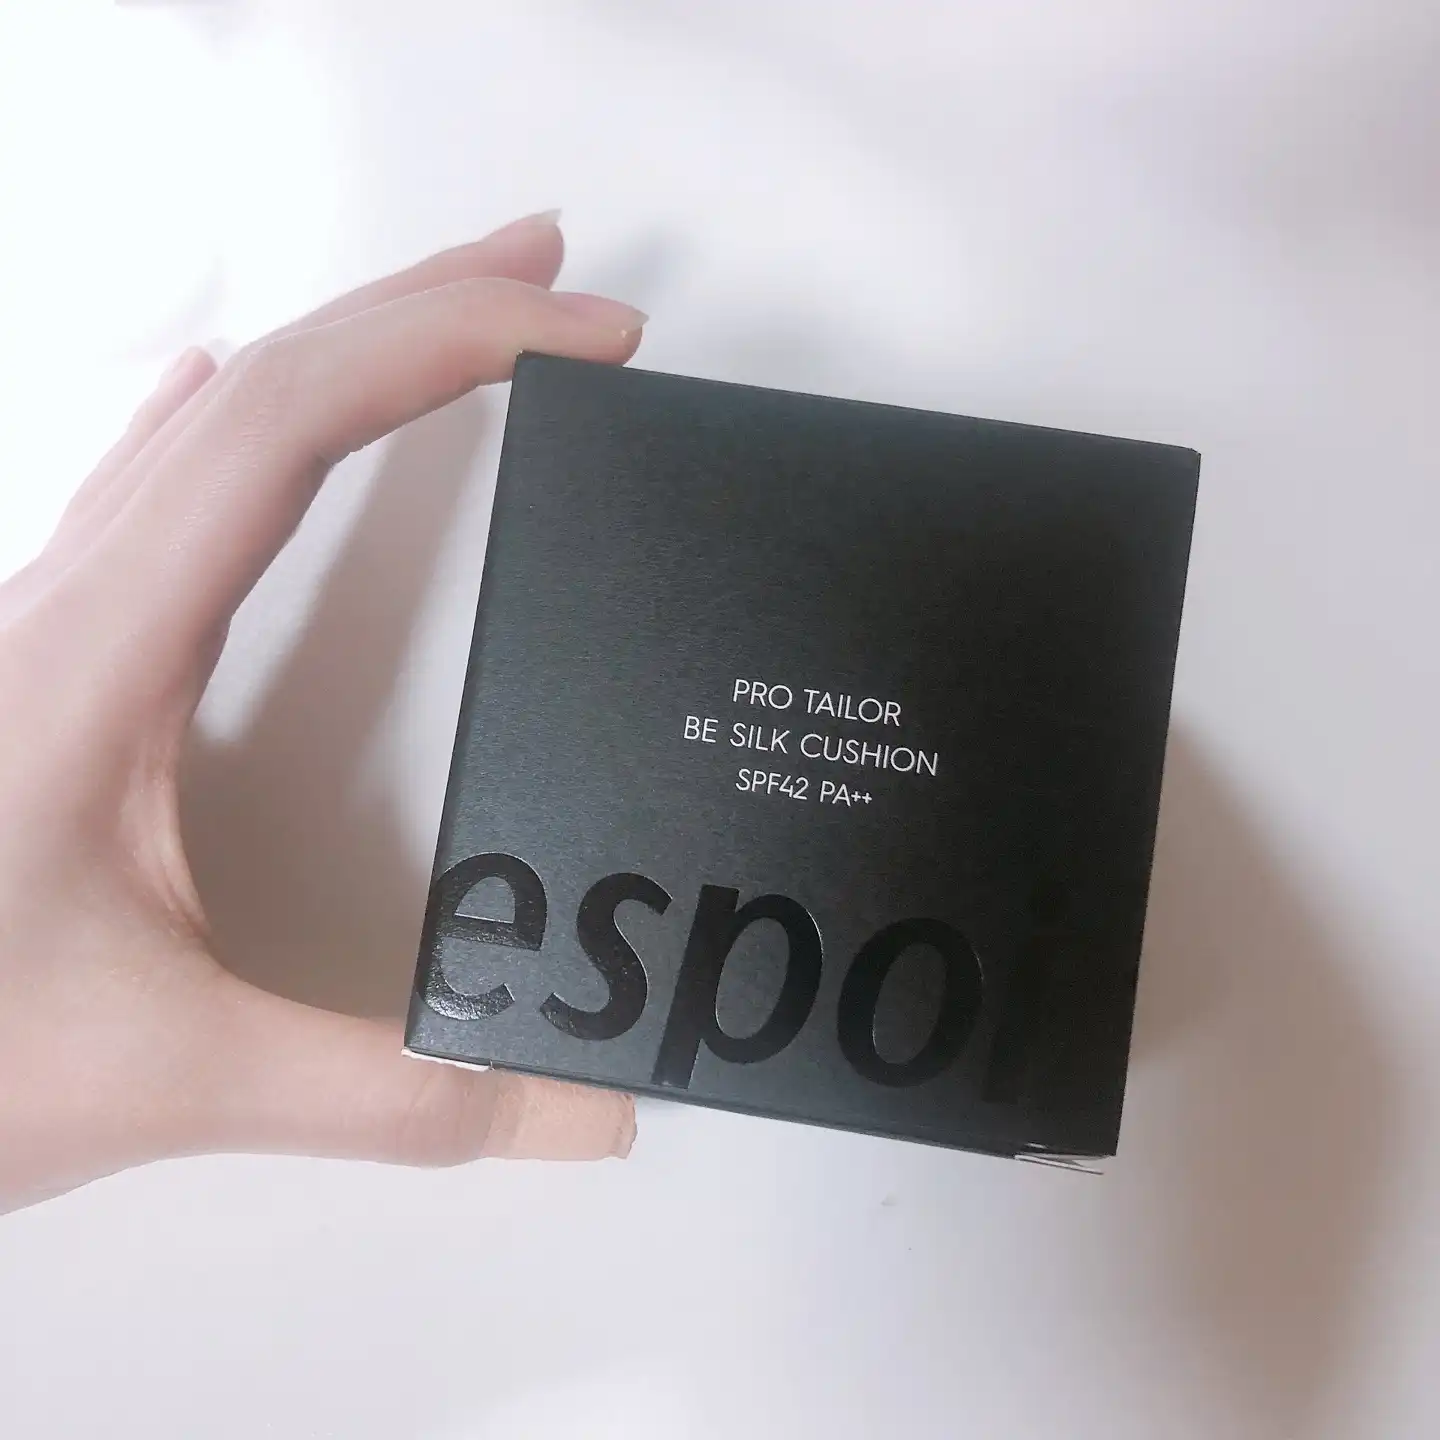 PRO TAILOR
BE SILK CUSHION
SPF42 PA++
espoi